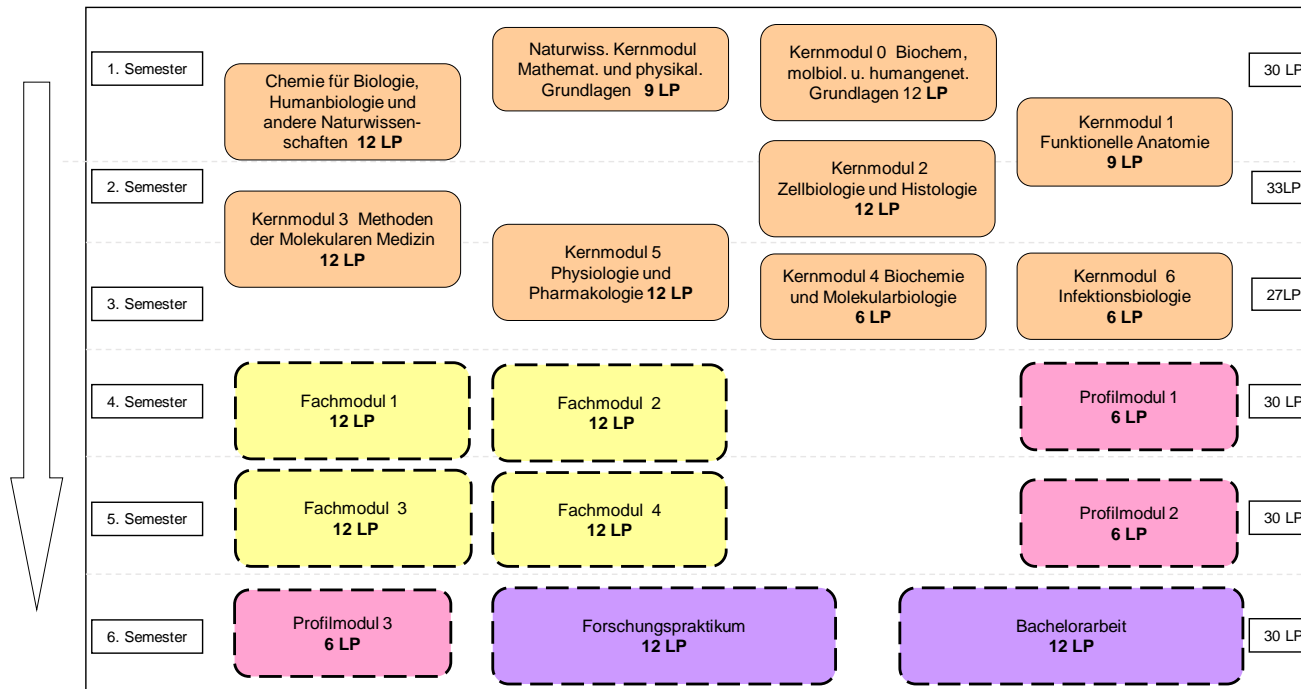 1. Semester
Chemie für Biologie,
Humanbiologie und
andere Naturwissen-
schaften 12 LP
Naturwiss. Kernmodul
Mathemat. und physikal.
Grundlagen 9 LP
Kernmodul 0 Biochem,
molbiol. u. humangenet.
Grundlagen 12 LP
Kernmodul 1
Funktionelle Anatomie
9 LP
30 LP
2. Semester
Kernmodul 3 Methoden
der Molekularen Medizin
12 LP
Kernmodul 2
Zellbiologie und Histologie
12 LP
33LP
3. Semester
Kernmodul 5
Physiologie und
Pharmakologie 12 LP
Kernmodul 4 Biochemie
und Molekularbiologie
6 LP
Kernmodul 6
Infektionsbiologie
6 LP
27LP
4. Semester
Fachmodul 1
12 LP
Fachmodul 2
12 LP
Profilmodul 1
6 LP
30 LP
5. Semester
Fachmodul 3
12 LP
Fachmodul 4
12 LP
Profilmodul 2
6 LP
30 LP
6. Semester
Profilmodul 3
6 LP
Forschungspraktikum
12 LP
Bachelorarbeit
12 LP
30 LP